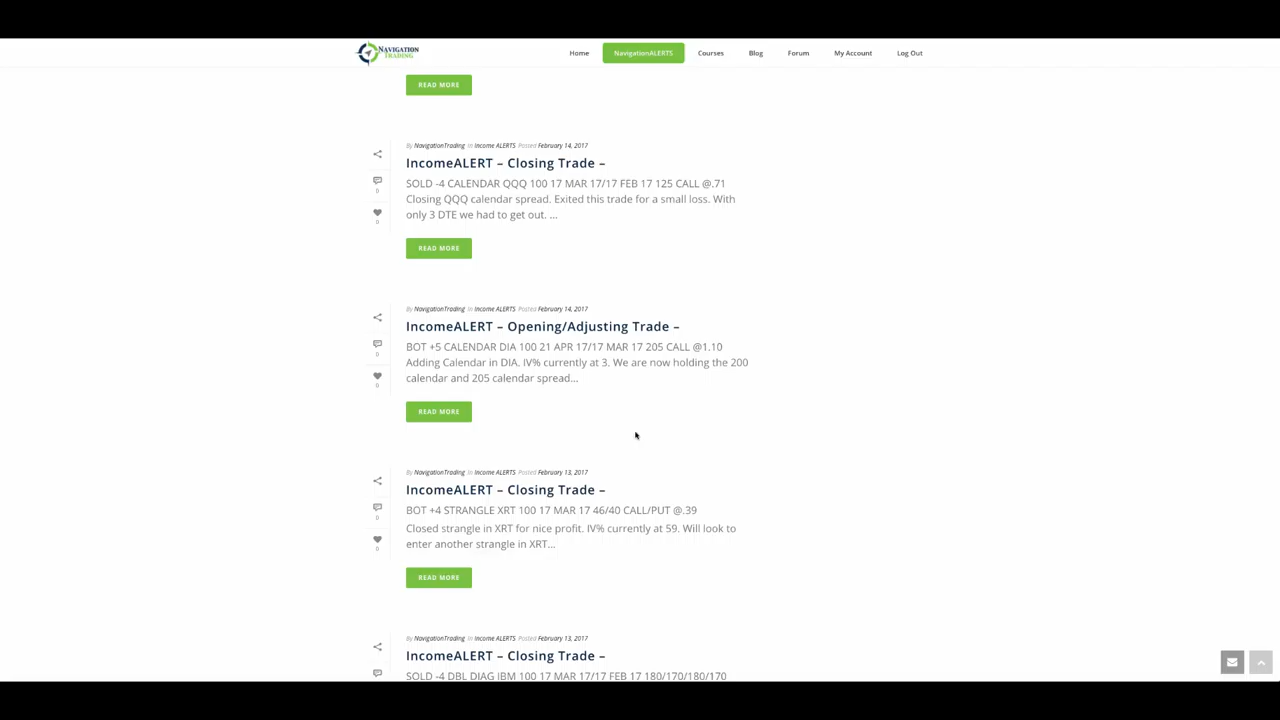 NAVIGATION
TRADING
Home
NavigationALERTS
Courses
Blog
Forum
My Account
Log Out
READ MORE
By NavigationTrading In Income ALERTS Posted February 14, 2017
IncomeALERT – Closing Trade –
SOLD -4 CALENDAR QQQ 100 17 MAR 17/17 FEB 17 125 CALL @.71
Closing QQQ calendar spread. Exited this trade for a small loss. With
only 3 DTE we had to get out. ...
0
0
READ MORE
By NavigationTrading In Income ALERTS Posted February 14, 2017
IncomeALERT – Opening/Adjusting Trade –
BOT +5 CALENDAR DIA 100 21 APR 17/17 MAR 17 205 CALL @1.10
Adding Calendar in DIA. IV% currently at 3. We are now holding the 200
calendar and 205 calendar spread...
0
0
READ MORE
By NavigationTrading In Income ALERTS Posted February 13, 2017
IncomeALERT – Closing Trade –
BOT +4 STRANGLE XRT 100 17 MAR 17 46/40 CALL/PUT @.39
Closed strangle in XRT for nice profit. IV% currently at 59. Will look to
enter another strangle in XRT...
0
0
READ MORE
By NavigationTrading In Income ALERTS Posted February 13, 2017
IncomeALERT – Closing Trade –
SOLD -4 DBL DIAG IBM 100 17 MAR 17/17 FEB 17 180/170/180/170